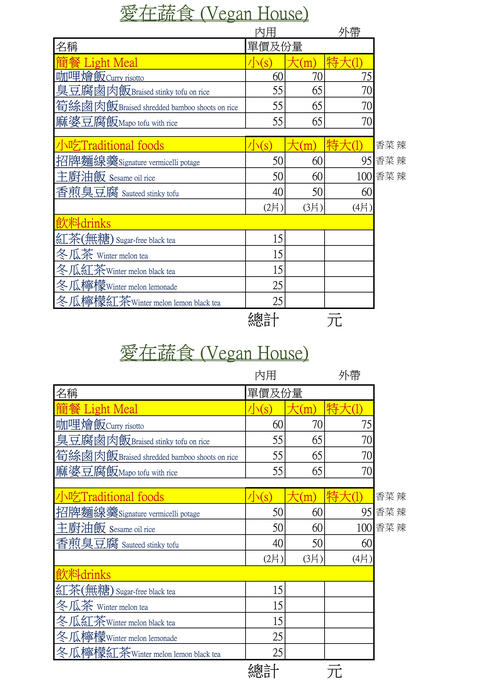 愛在蔬食 (Vegan House)
內用 外帶
名稱 單價及份量
簡餐 Light Meal 小(s) 大(m) 特大(l)
咖哩燴飯Curry risotto 60 70 75
臭豆腐鹵肉飯Braised stinky tofu on rice 55 65 70
筍絲鹵肉飯Braised shredded bamboo shoots on rice 55 65 70
麻婆豆腐飯Mapo tofu with rice 55 65 70
小吃Traditional foods 小(s) 大(m) 特大(l) 香菜 辣
招牌麵線羹Signature vermicelli potage 50 60 95 香菜 辣
主廚油飯 Sesame oil rice 50 60 100 香菜 辣
香煎臭豆腐 Sauteed stinky tofu 40 50 60
(2片) (3片) (4片)
飲料drinks
紅茶(無糖) Sugar-free black tea 15
冬瓜茶 Winter melon tea 15
冬瓜紅茶Winter melon black tea 15
冬瓜檸檬Winter melon lemonade 25
冬瓜檸檬紅茶Winter melon lemon black tea 25
總計 元
愛在蔬食 (Vegan House)
內用 外帶
名稱 單價及份量
簡餐 Light Meal 小(s) 大(m) 特大(l)
咖哩燴飯Curry risotto 60 70 75
臭豆腐鹵肉飯Braised stinky tofu on rice 55 65 70
筍絲鹵肉飯Braised shredded bamboo shoots on rice 55 65 70
麻婆豆腐飯Mapo tofu with rice 55 65 70
小吃Traditional foods 小(s) 大(m) 特大(l) 香菜 辣
招牌麵線羹Signature vermicelli potage 50 60 95 香菜 辣
主廚油飯 Sesame oil rice 50 60 100 香菜 辣
香煎臭豆腐 Sauteed stinky tofu 40 50 60
(2片) (3片) (4片)
飲料drinks
紅茶(無糖) Sugar-free black tea 15
冬瓜茶 Winter melon tea 15
冬瓜紅茶Winter melon black tea 15
冬瓜檸檬Winter melon lemonade 25
冬瓜檸檬紅茶Winter melon lemon black tea 25
總計 元